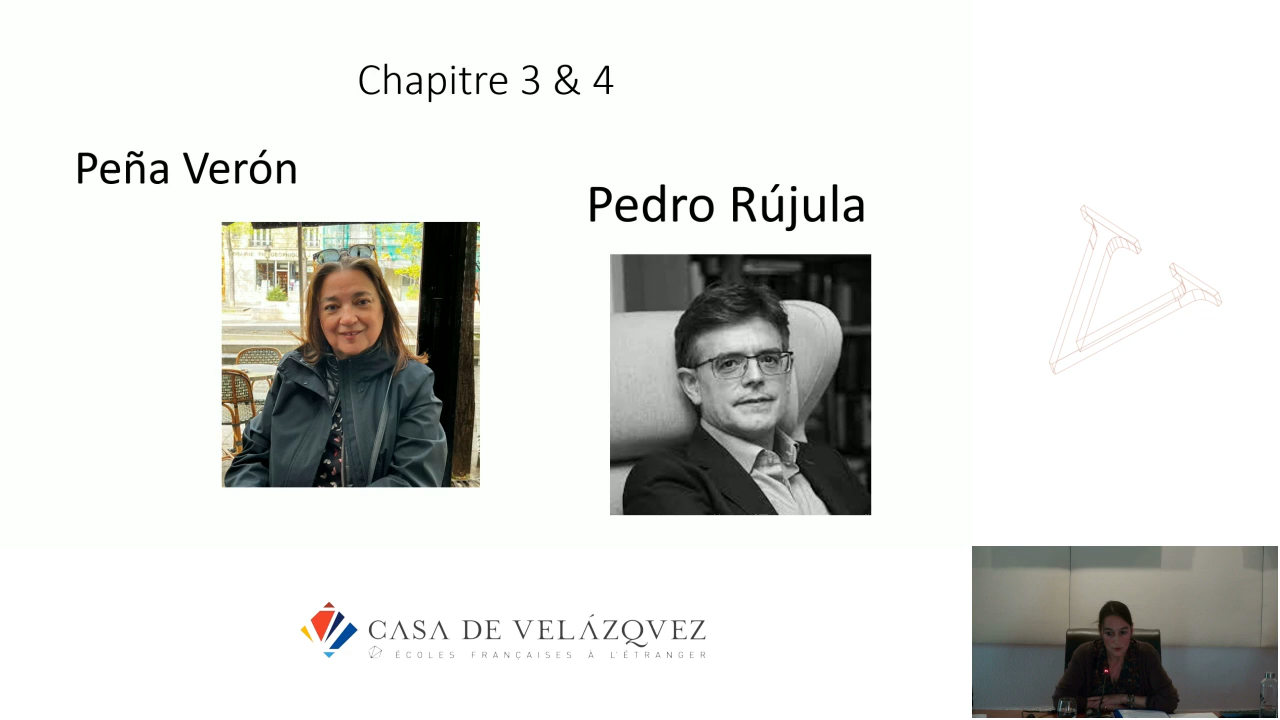 Chapitre 3 & 4
Peña Verón
Pedro Rújula
CASA DE VELÁZQVEZ
ÉCOLES FRANÇAISES À L'ÉTRANGER